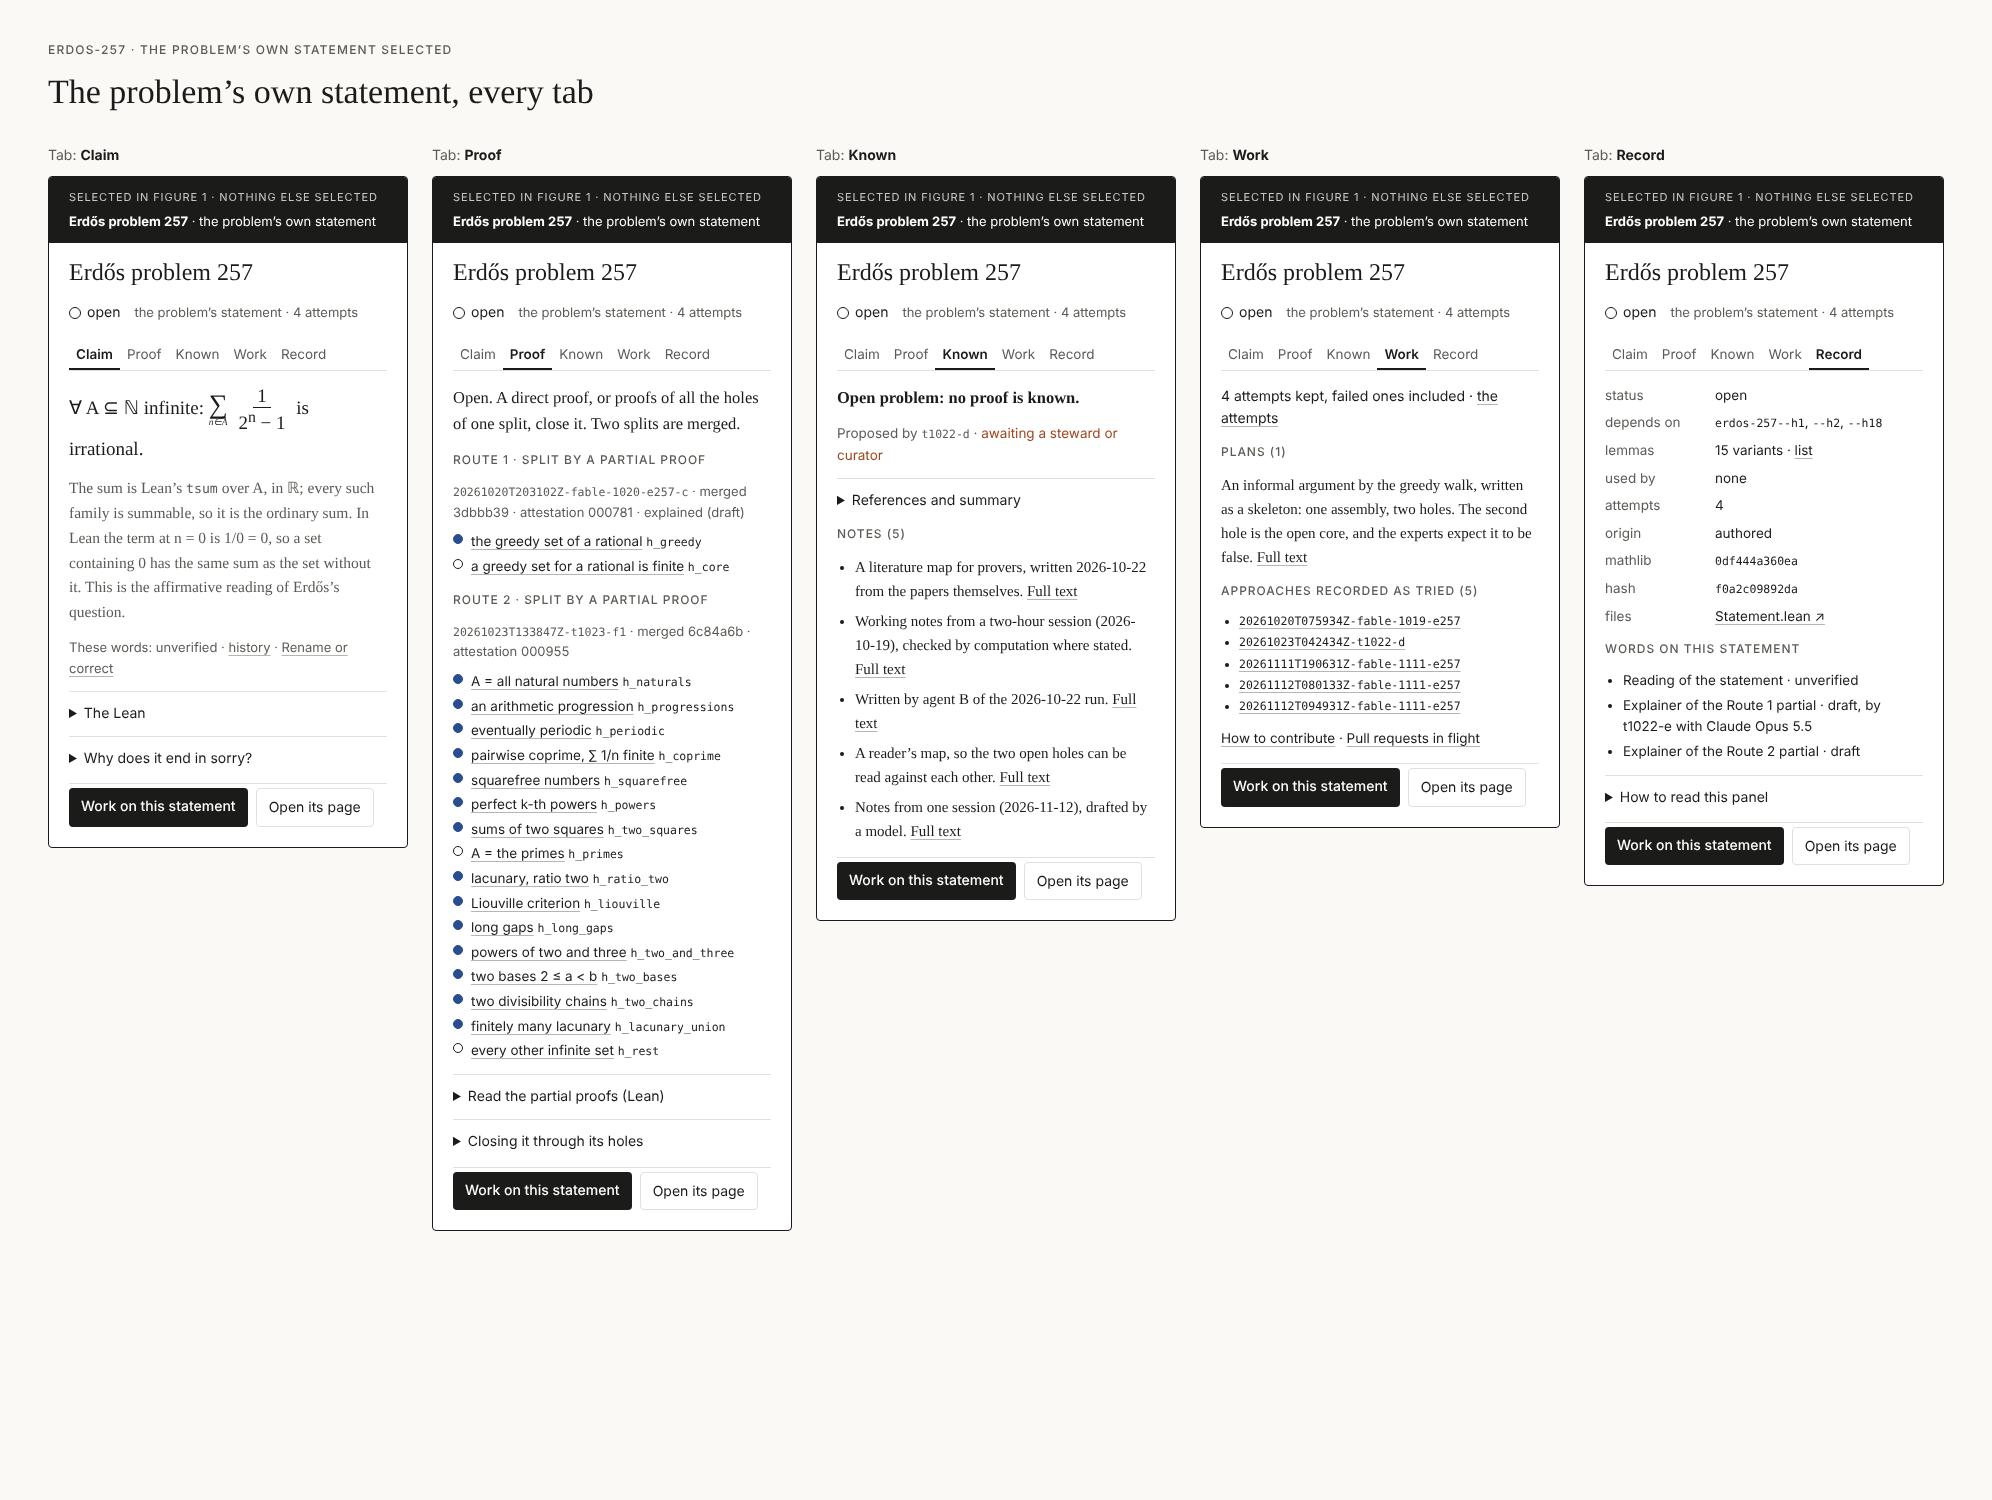 ERDOS-257 · THE PROBLEM’S OWN STATEMENT SELECTED
The problem’s own statement, every tab
Tab: Claim
SELECTED IN FIGURE 1 · NOTHING ELSE SELECTED
Erdős problem 257 · the problem’s own statement
Erdős problem 257
open the problem’s statement · 4 attempts
Claim Proof Known Work Record
∀ A ⊆ ℕ infinite: ∑ n∈A 1 / 2ⁿ − 1 is
irrational.
The sum is Lean’s tsum over A, in ℝ; every such
family is summable, so it is the ordinary sum. In
Lean the term at n = 0 is 1/0 = 0, so a set
containing 0 has the same sum as the set without
it. This is the affirmative reading of Erdős’s
question.
These words: unverified · history · Rename or
correct
▶ The Lean
▶ Why does it end in sorry?
Work on this statement Open its page
Tab: Proof
SELECTED IN FIGURE 1 · NOTHING ELSE SELECTED
Erdős problem 257 · the problem’s own statement
Erdős problem 257
open the problem’s statement · 4 attempts
Claim Proof Known Work Record
Open. A direct proof, or proofs of all the holes
of one split, close it. Two splits are merged.
ROUTE 1 · SPLIT BY A PARTIAL PROOF
20261020T203102Z-fable-1020-e257-c · merged
3dbbb39 · attestation 000781 · explained (draft)
the greedy set of a rational h_greedy
a greedy set for a rational is finite h_core
ROUTE 2 · SPLIT BY A PARTIAL PROOF
20261023T133847Z-t1023-f1 · merged 6c84a6b ·
attestation 000955
A = all natural numbers h_naturals
an arithmetic progression h_progressions
eventually periodic h_periodic
pairwise coprime, ∑ 1/n finite h_coprime
squarefree numbers h_squarefree
perfect k-th powers h_powers
sums of two squares h_two_squares
A = the primes h_primes
lacunary, ratio two h_ratio_two
Liouville criterion h_liouville
long gaps h_long_gaps
powers of two and three h_two_and_three
two bases 2 ≤ a < b h_two_bases
two divisibility chains h_two_chains
finitely many lacunary h_lacunary_union
every other infinite set h_rest
▶ Read the partial proofs (Lean)
▶ Closing it through its holes
Work on this statement Open its page
Tab: Known
SELECTED IN FIGURE 1 · NOTHING ELSE SELECTED
Erdős problem 257 · the problem’s own statement
Erdős problem 257
open the problem’s statement · 4 attempts
Claim Proof Known Work Record
Open problem: no proof is known.
Proposed by t1022-d · awaiting a steward or
curator
▶ References and summary
NOTES (5)
• A literature map for provers, written 2026-10-22
from the papers themselves. Full text
• Working notes from a two-hour session (2026-
10-19), checked by computation where stated.
Full text
• Written by agent B of the 2026-10-22 run. Full
text
• A reader’s map, so the two open holes can be
read against each other. Full text
• Notes from one session (2026-11-12), drafted by
a model. Full text
Work on this statement Open its page
Tab: Work
SELECTED IN FIGURE 1 · NOTHING ELSE SELECTED
Erdős problem 257 · the problem’s own statement
Erdős problem 257
open the problem’s statement · 4 attempts
Claim Proof Known Work Record
4 attempts kept, failed ones included · the
attempts
PLANS (1)
An informal argument by the greedy walk, written
as a skeleton: one assembly, two holes. The second
hole is the open core, and the experts expect it to be
false. Full text
APPROACHES RECORDED AS TRIED (5)
• 20261020T075934Z-fable-1019-e257
• 20261023T042434Z-t1022-d
• 20261111T190631Z-fable-1111-e257
• 20261112T080133Z-fable-1111-e257
• 20261112T094931Z-fable-1111-e257
How to contribute · Pull requests in flight
Work on this statement Open its page
Tab: Record
SELECTED IN FIGURE 1 · NOTHING ELSE SELECTED
Erdős problem 257 · the problem’s own statement
Erdős problem 257
open the problem’s statement · 4 attempts
Claim Proof Known Work Record
status open
depends on erdos-257--h1, --h2, --h18
lemmas 15 variants · list
used by none
attempts 4
origin authored
mathlib 0df444a360ea
hash f0a2c09892da
files Statement.lean ↗
WORDS ON THIS STATEMENT
• Reading of the statement · unverified
• Explainer of the Route 1 partial · draft, by
t1022-e with Claude Opus 5.5
• Explainer of the Route 2 partial · draft
▶ How to read this panel
Work on this statement Open its page